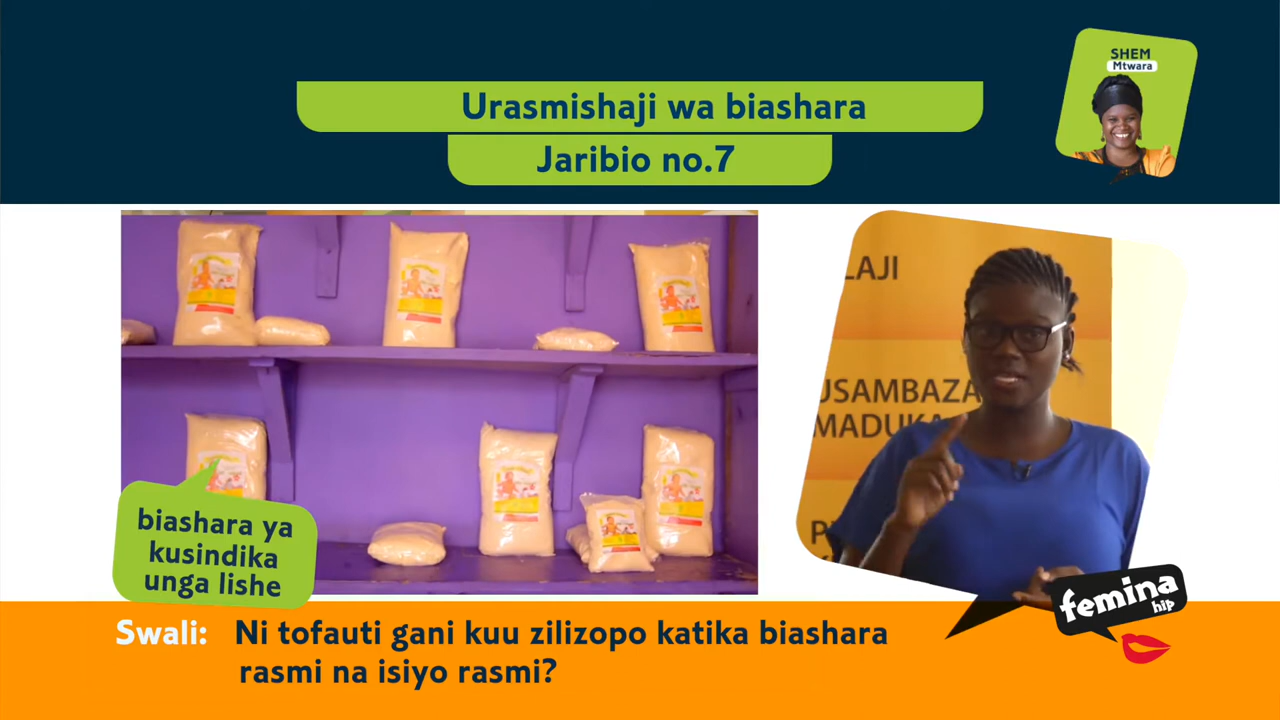 SHEM
Mtwara
Urasmishaji wa biashara
Jaribio no.7
LAJI
USAMBAZA
MADUKA
biashara ya
kusindika
unga lishe
femina
hip
Swali: Ni tofauti gani kuu zilizopo katika biashara
rasmi na isiyo rasmi?